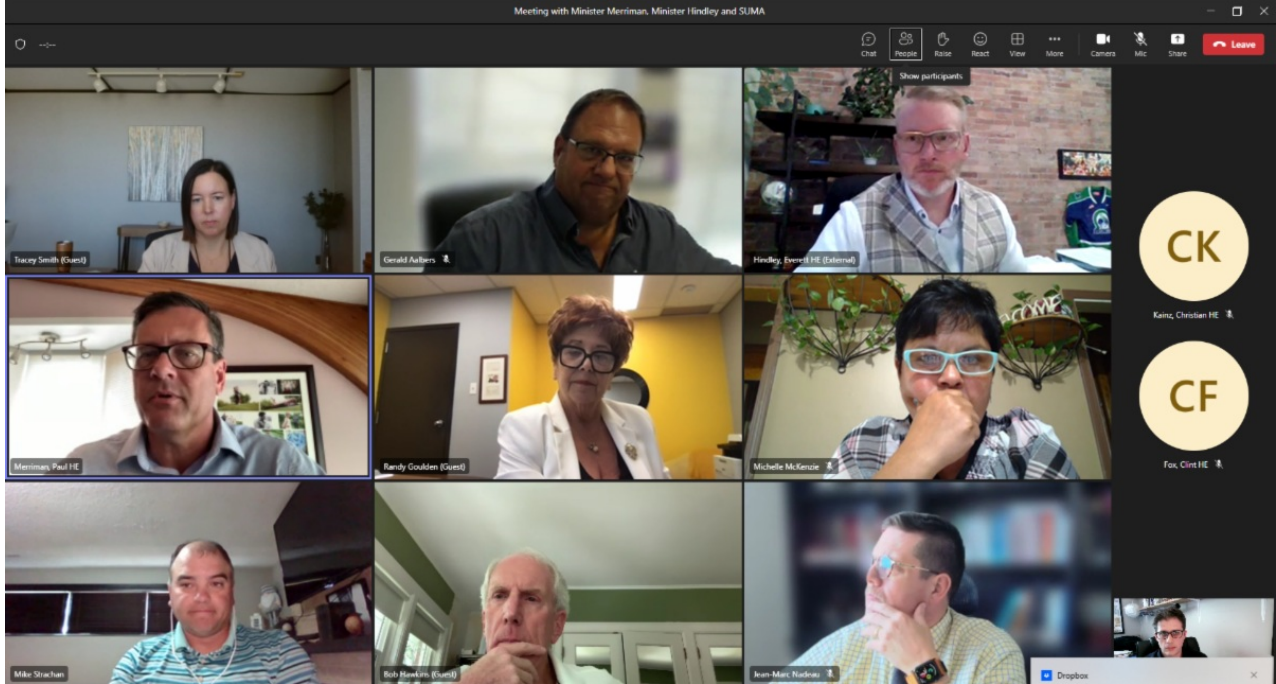 Meeting with Minister Merriman, Minister Hindley and SUMA
--:--
Chat
People
Raise
React
View
More
Camera
Mic
Share
Leave
Show participants
Tracey Smith (Guest)
Gerald Aalbers
Hindley, Everett HE (External)
CK
Kainz, Christian HE
Merriman, Paul HE
Randy Goulden (Guest)
Michelle McKenzie
CF
Fox, Clint HE
Mike Strachan
Bob Hawkins (Guest)
Jean-Marc Nadeau
Dropbox